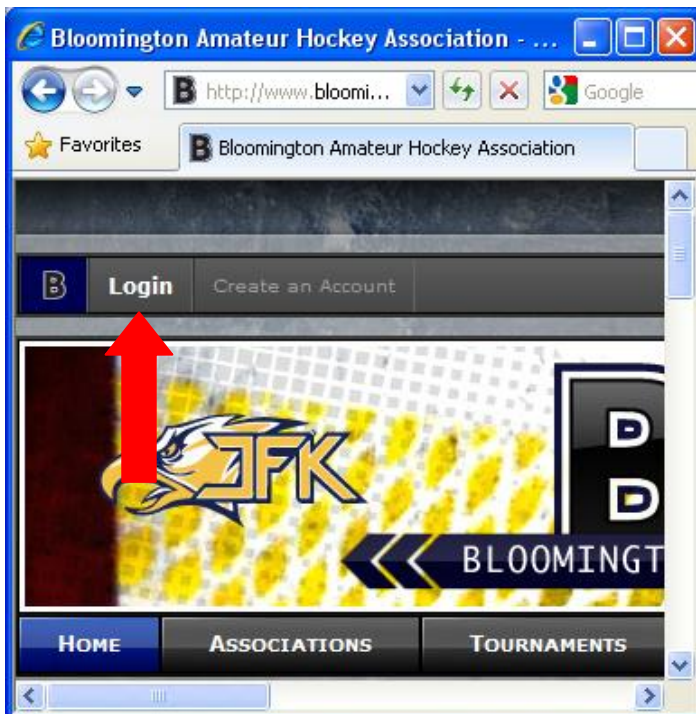 Bloomington Amateur Hockey Association - ...
B http://www.bloomi... Google
Favorites B Bloomington Amateur Hockey Association
B Login Create an Account
JFK
BLOOMINGT
HOME ASSOCIATIONS TOURNAMENTS